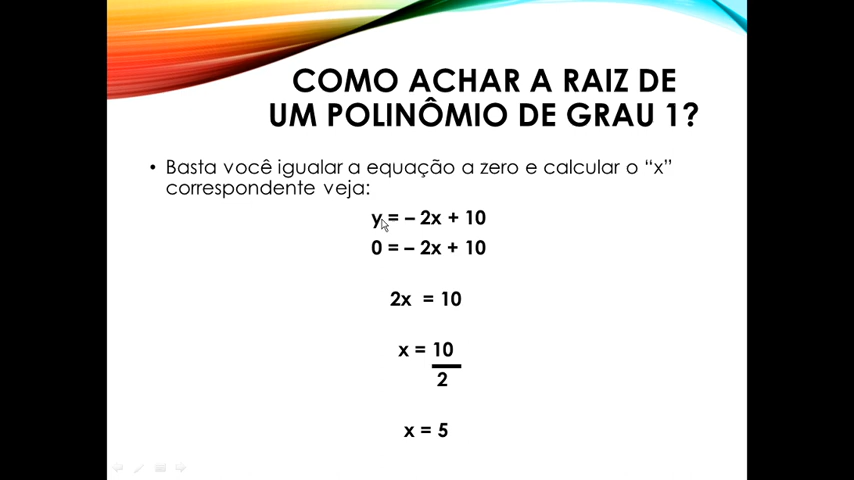 COMO ACHAR A RAIZ DE
UM POLINÔMIO DE GRAU 1?
• Basta você igualar a equação a zero e calcular o “x”
correspondente veja:
y = – 2x + 10
0 = – 2x + 10
2x = 10
x = 10
2
x = 5